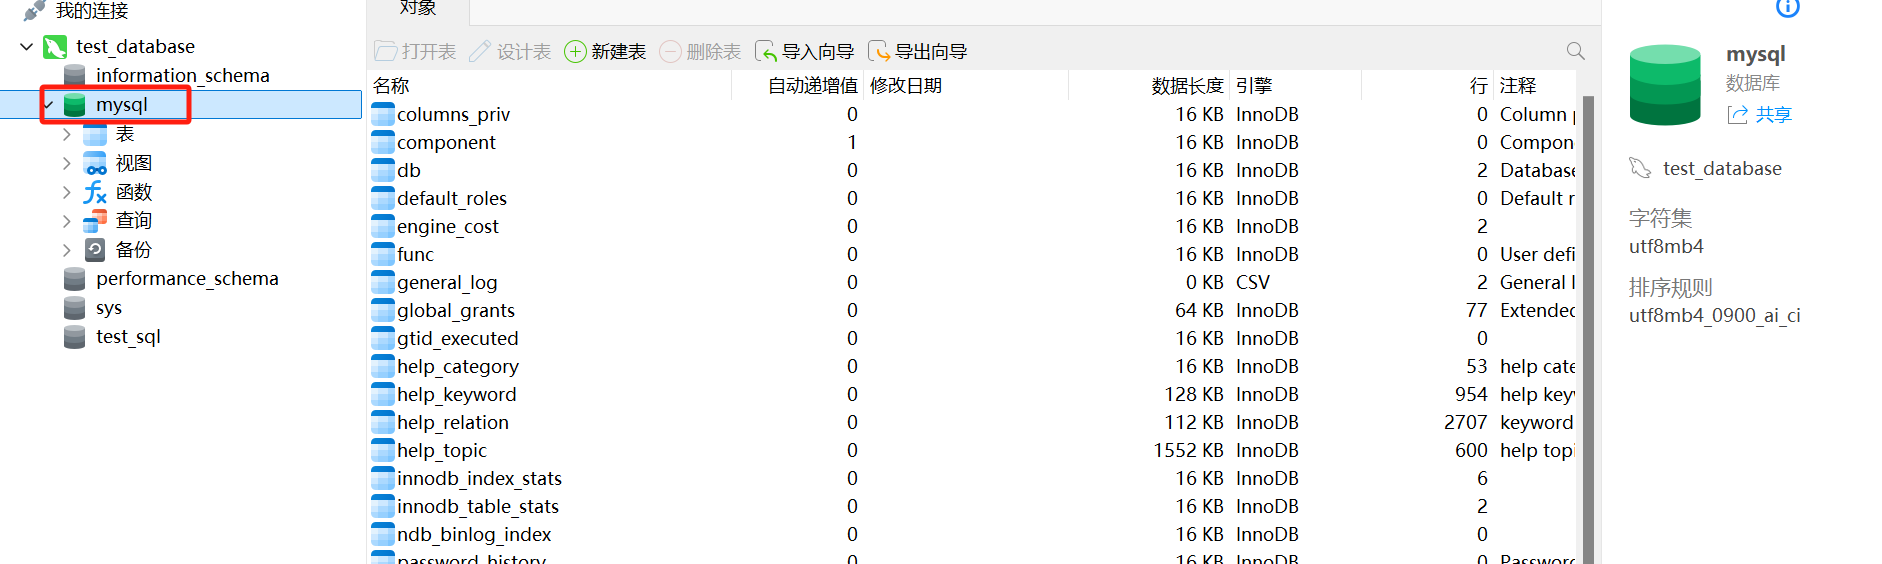 我的连接
test_database
information_schema
mysql
表
视图
函数
查询
备份
performance_schema
sys
test_sql
对象
打开表 设计表 新建表 删除表 导入向导 导出向导
名称 自动递增值 修改日期 数据长度 引擎 行 注释
columns_priv 0 16 KB InnoDB 0 Column
component 1 16 KB InnoDB 0 Compon
db 0 16 KB InnoDB 2 Database
default_roles 0 16 KB InnoDB 0 Default r
engine_cost 0 16 KB InnoDB 2
func 0 16 KB InnoDB 0 User defi
general_log 0 0 KB CSV 2 General l
global_grants 0 64 KB InnoDB 77 Extended
gtid_executed 0 16 KB InnoDB 0
help_category 0 16 KB InnoDB 53 help cate
help_keyword 0 128 KB InnoDB 954 help key
help_relation 0 112 KB InnoDB 2707 keyword
help_topic 0 1552 KB InnoDB 600 help topi
innodb_index_stats 0 16 KB InnoDB 6
innodb_table_stats 0 16 KB InnoDB 2
ndb_binlog_index 0 16 KB InnoDB 0
password_history 0 16 KB InnoDB 0 Password
mysql
数据库
共享
test_database
字符集
utf8mb4
排序规则
utf8mb4_0900_ai_ci